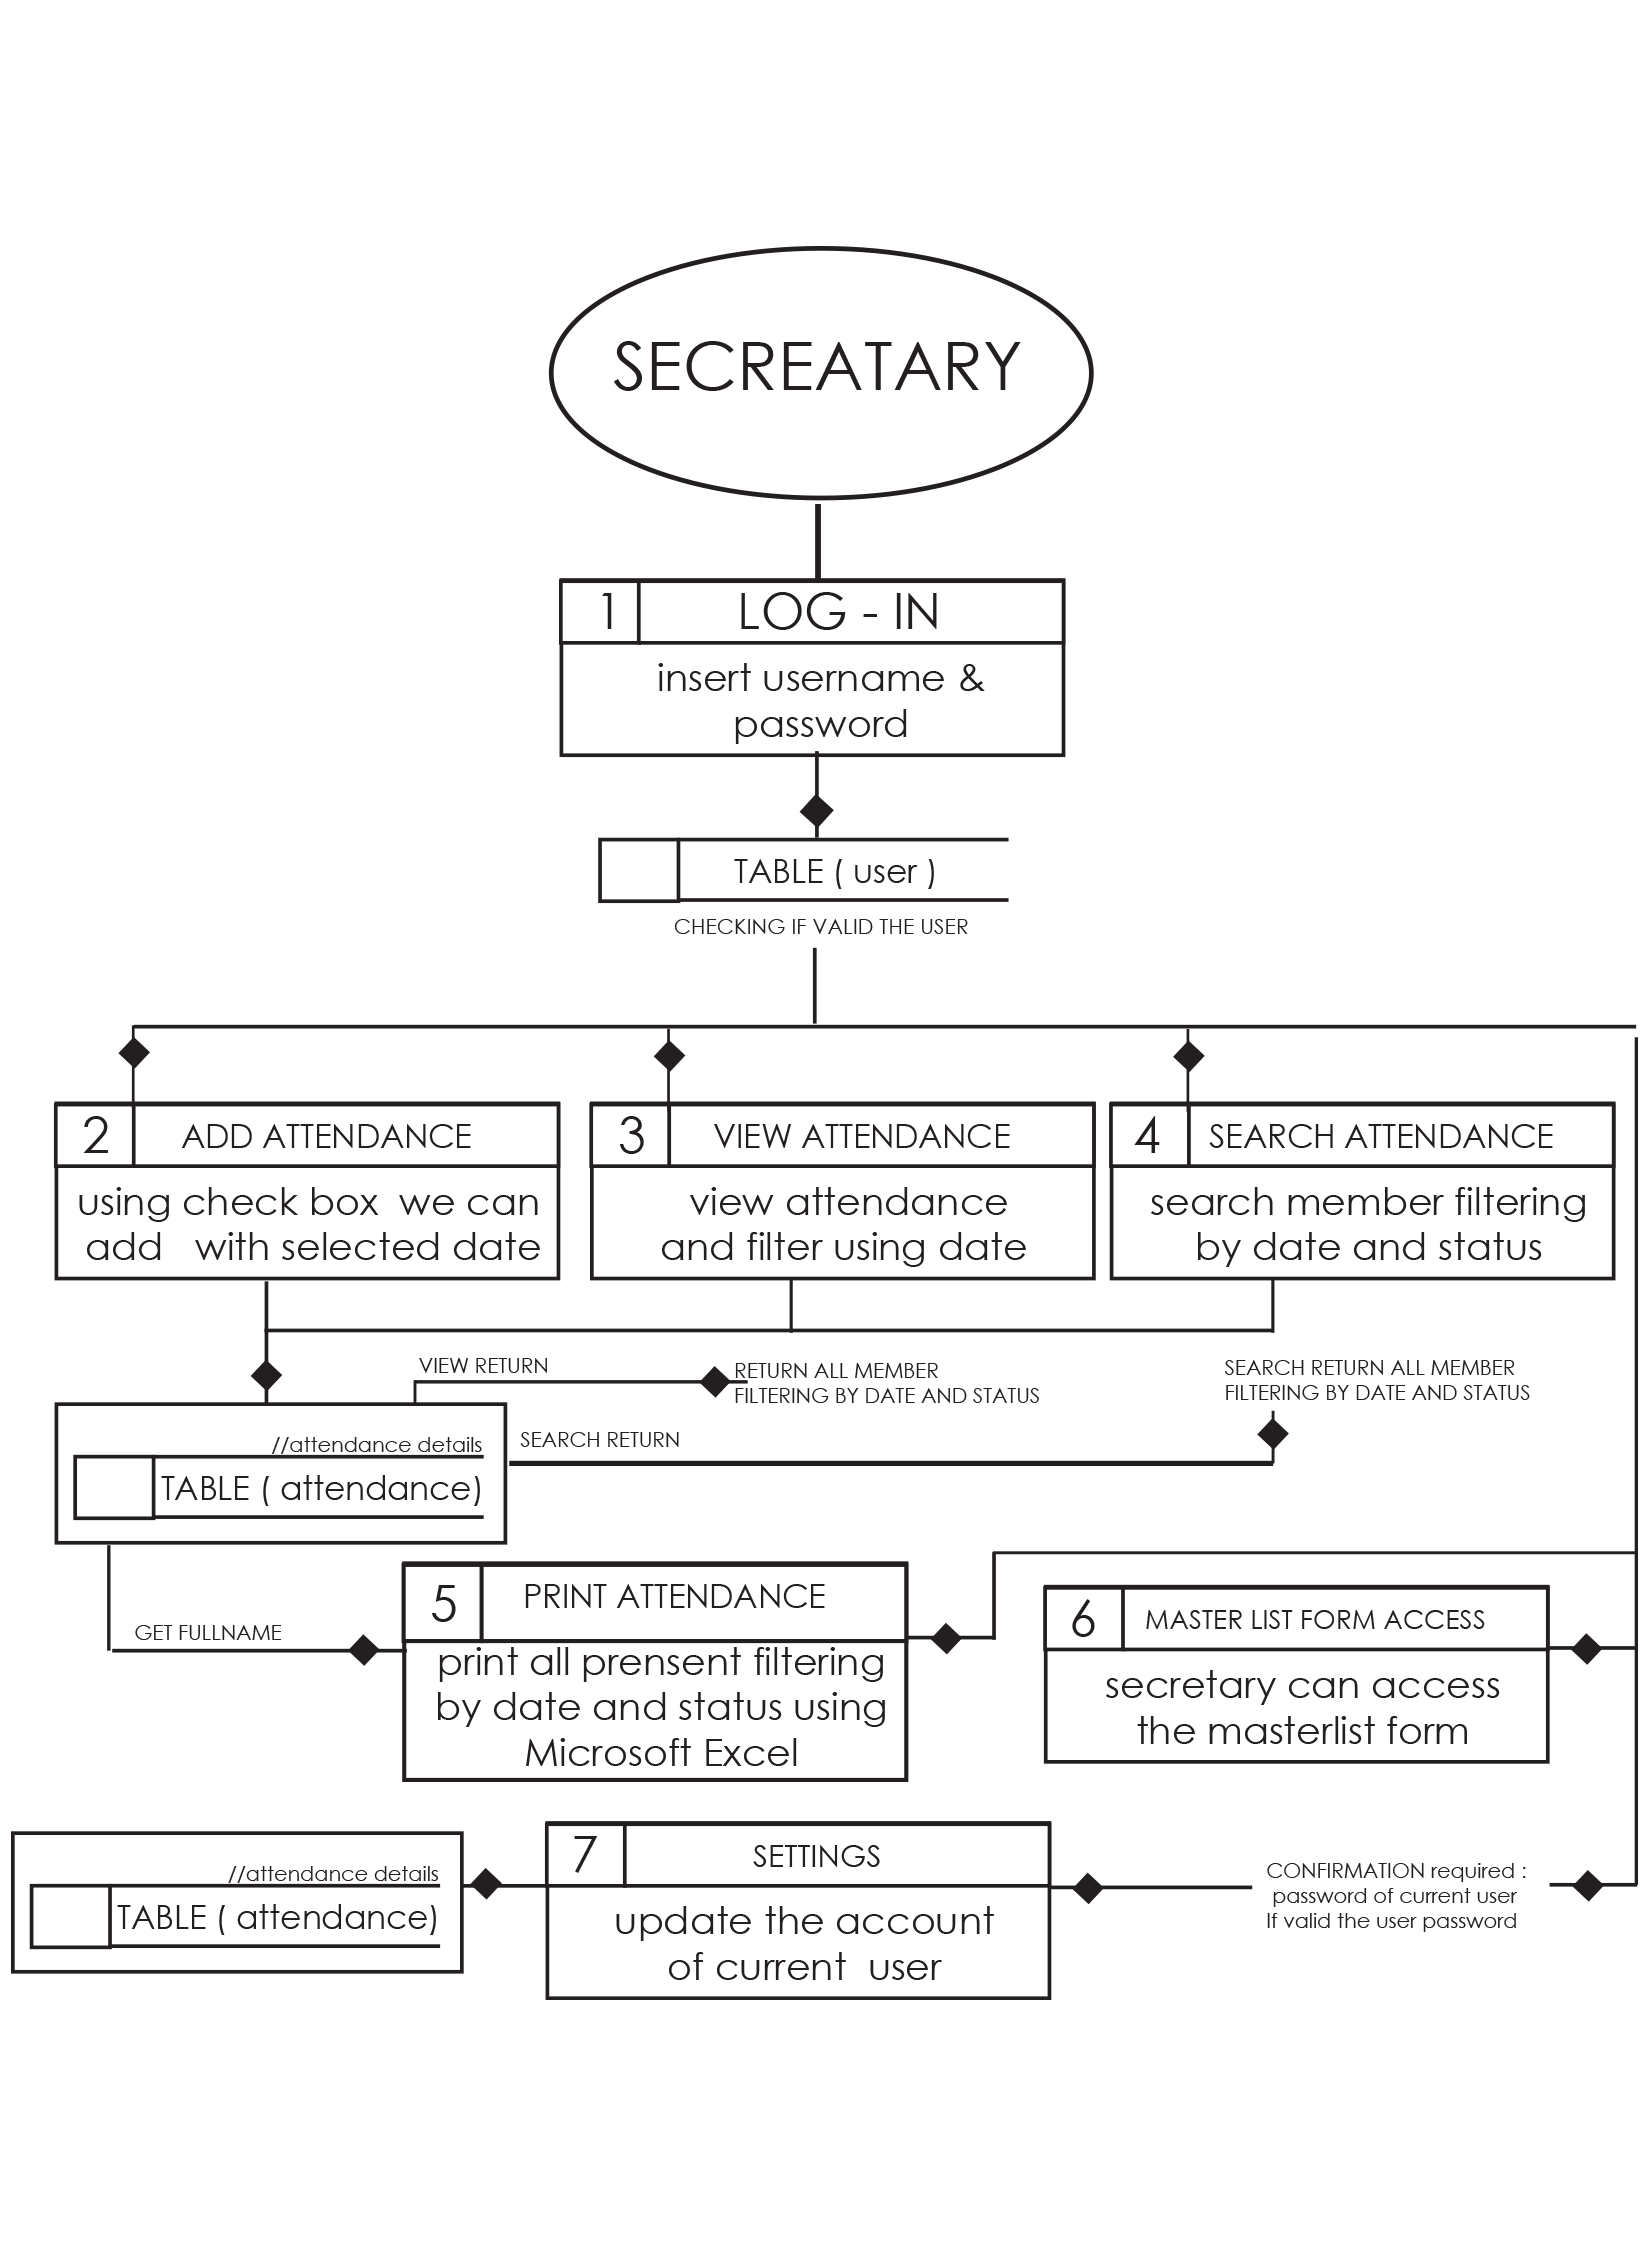 SECREATARY
1 LOG - IN
insert username &
password
TABLE ( user )
CHECKING IF VALID THE USER
2 ADD ATTENDANCE
using check box we can
add with selected date
3 VIEW ATTENDANCE
view attendance
and filter using date
4 SEARCH ATTENDANCE
search member filtering
by date and status
VIEW RETURN
RETURN ALL MEMBER
FILTERING BY DATE AND STATUS
SEARCH RETURN ALL MEMBER
FILTERING BY DATE AND STATUS
SEARCH RETURN
//attendance details
TABLE ( attendance)
GET FULLNAME
5 PRINT ATTENDANCE
print all prensent filtering
by date and status using
Microsoft Excel
6 MASTER LIST FORM ACCESS
secretary can access
the masterlist form
//attendance details
TABLE ( attendance)
7 SETTINGS
update the account
of current user
CONFIRMATION required :
password of current user
If valid the user password